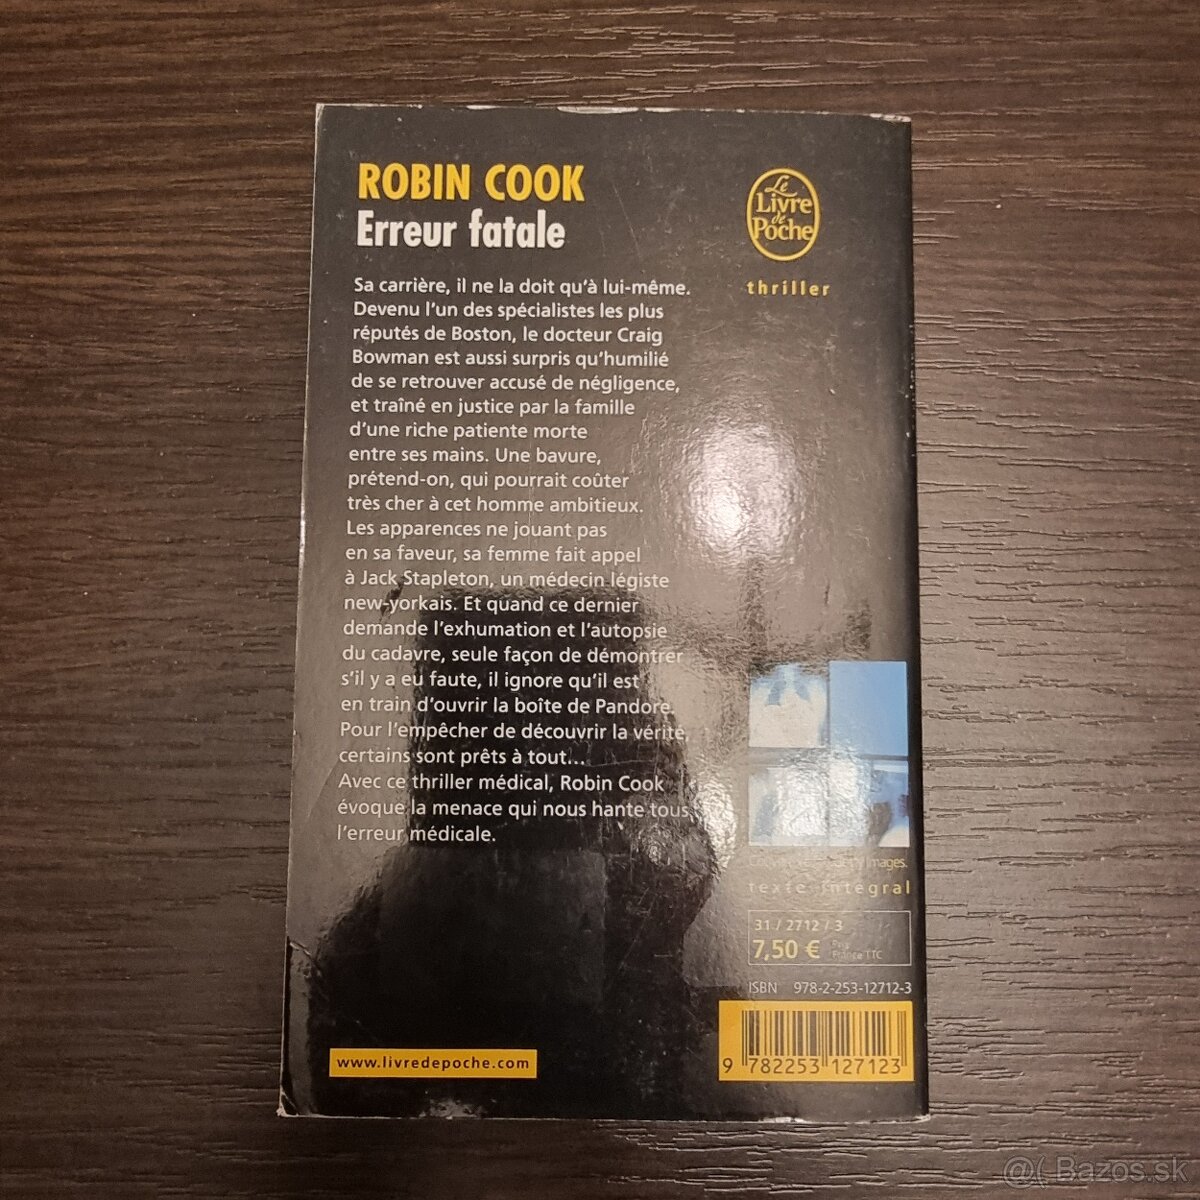 ROBIN COOK
Erreur fatale
Le
Livre
de
Poche
thriller
Sa carrière, il ne la doit qu'à lui-même.
Devenu l'un des spécialistes les plus
réputés de Boston, le docteur Craig
Bowman est aussi surpris qu'humilié
de se retrouver accusé de négligence,
et traîné en justice par la famille
d'une riche patiente morte
entre ses mains. Une bavure,
prétend-on, qui pourrait coûter
très cher à cet homme ambitieux.
Les apparences ne jouant pas
en sa faveur, sa femme fait appel
à Jack Stapleton, un médecin légiste
new-yorkais. Et quand ce dernier
demande l'exhumation et l'autopsie
du cadavre, seule façon de démontrer
s'il y a eu faute, il ignore qu'il est
en train d'ouvrir la boîte de Pandore.
Pour l'empêcher de découvrir la vérité,
certains sont prêts à tout...
Avec ce thriller médical, Robin Cook
évoque la menace qui nous hante tous,
l'erreur médicale.
Images.
texte intégral
31 / 2712 / 3
7,50 € Prix
France TTC
ISBN 978-2-253-12712-3
9 782253 127123
www.livredepoche.com
@( Bazos.sk